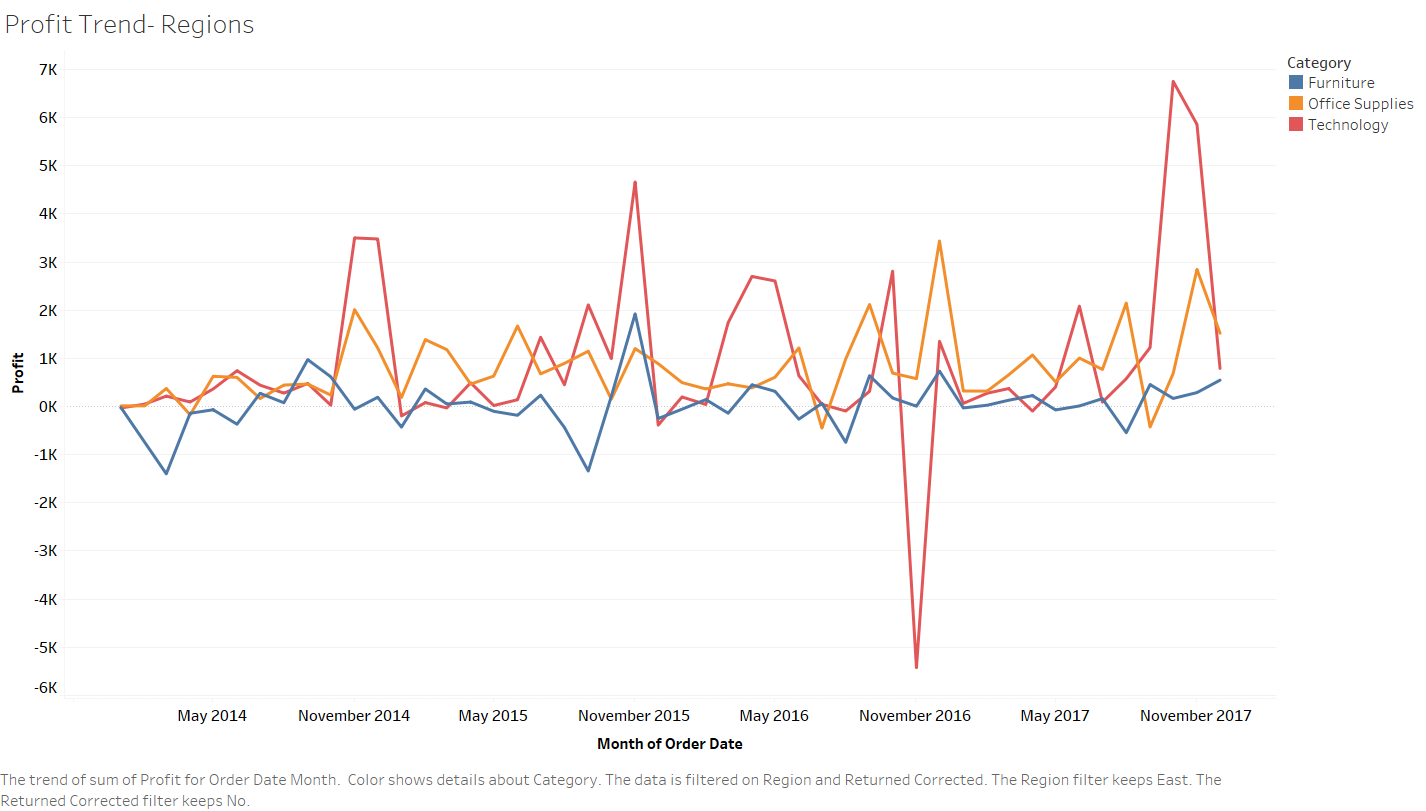 Profit Trend- Regions
Category
Furniture
Office Supplies
Technology
7K
6K
5K
4K
3K
2K
1K
0K
-1K
-2K
-3K
-4K
-5K
-6K
Profit
May 2014
November 2014
May 2015
November 2015
May 2016
November 2016
May 2017
November 2017
Month of Order Date
The trend of sum of Profit for Order Date Month.  Color shows details about Category. The data is filtered on Region and Returned Corrected. The Region filter keeps East. The
Returned Corrected filter keeps No.